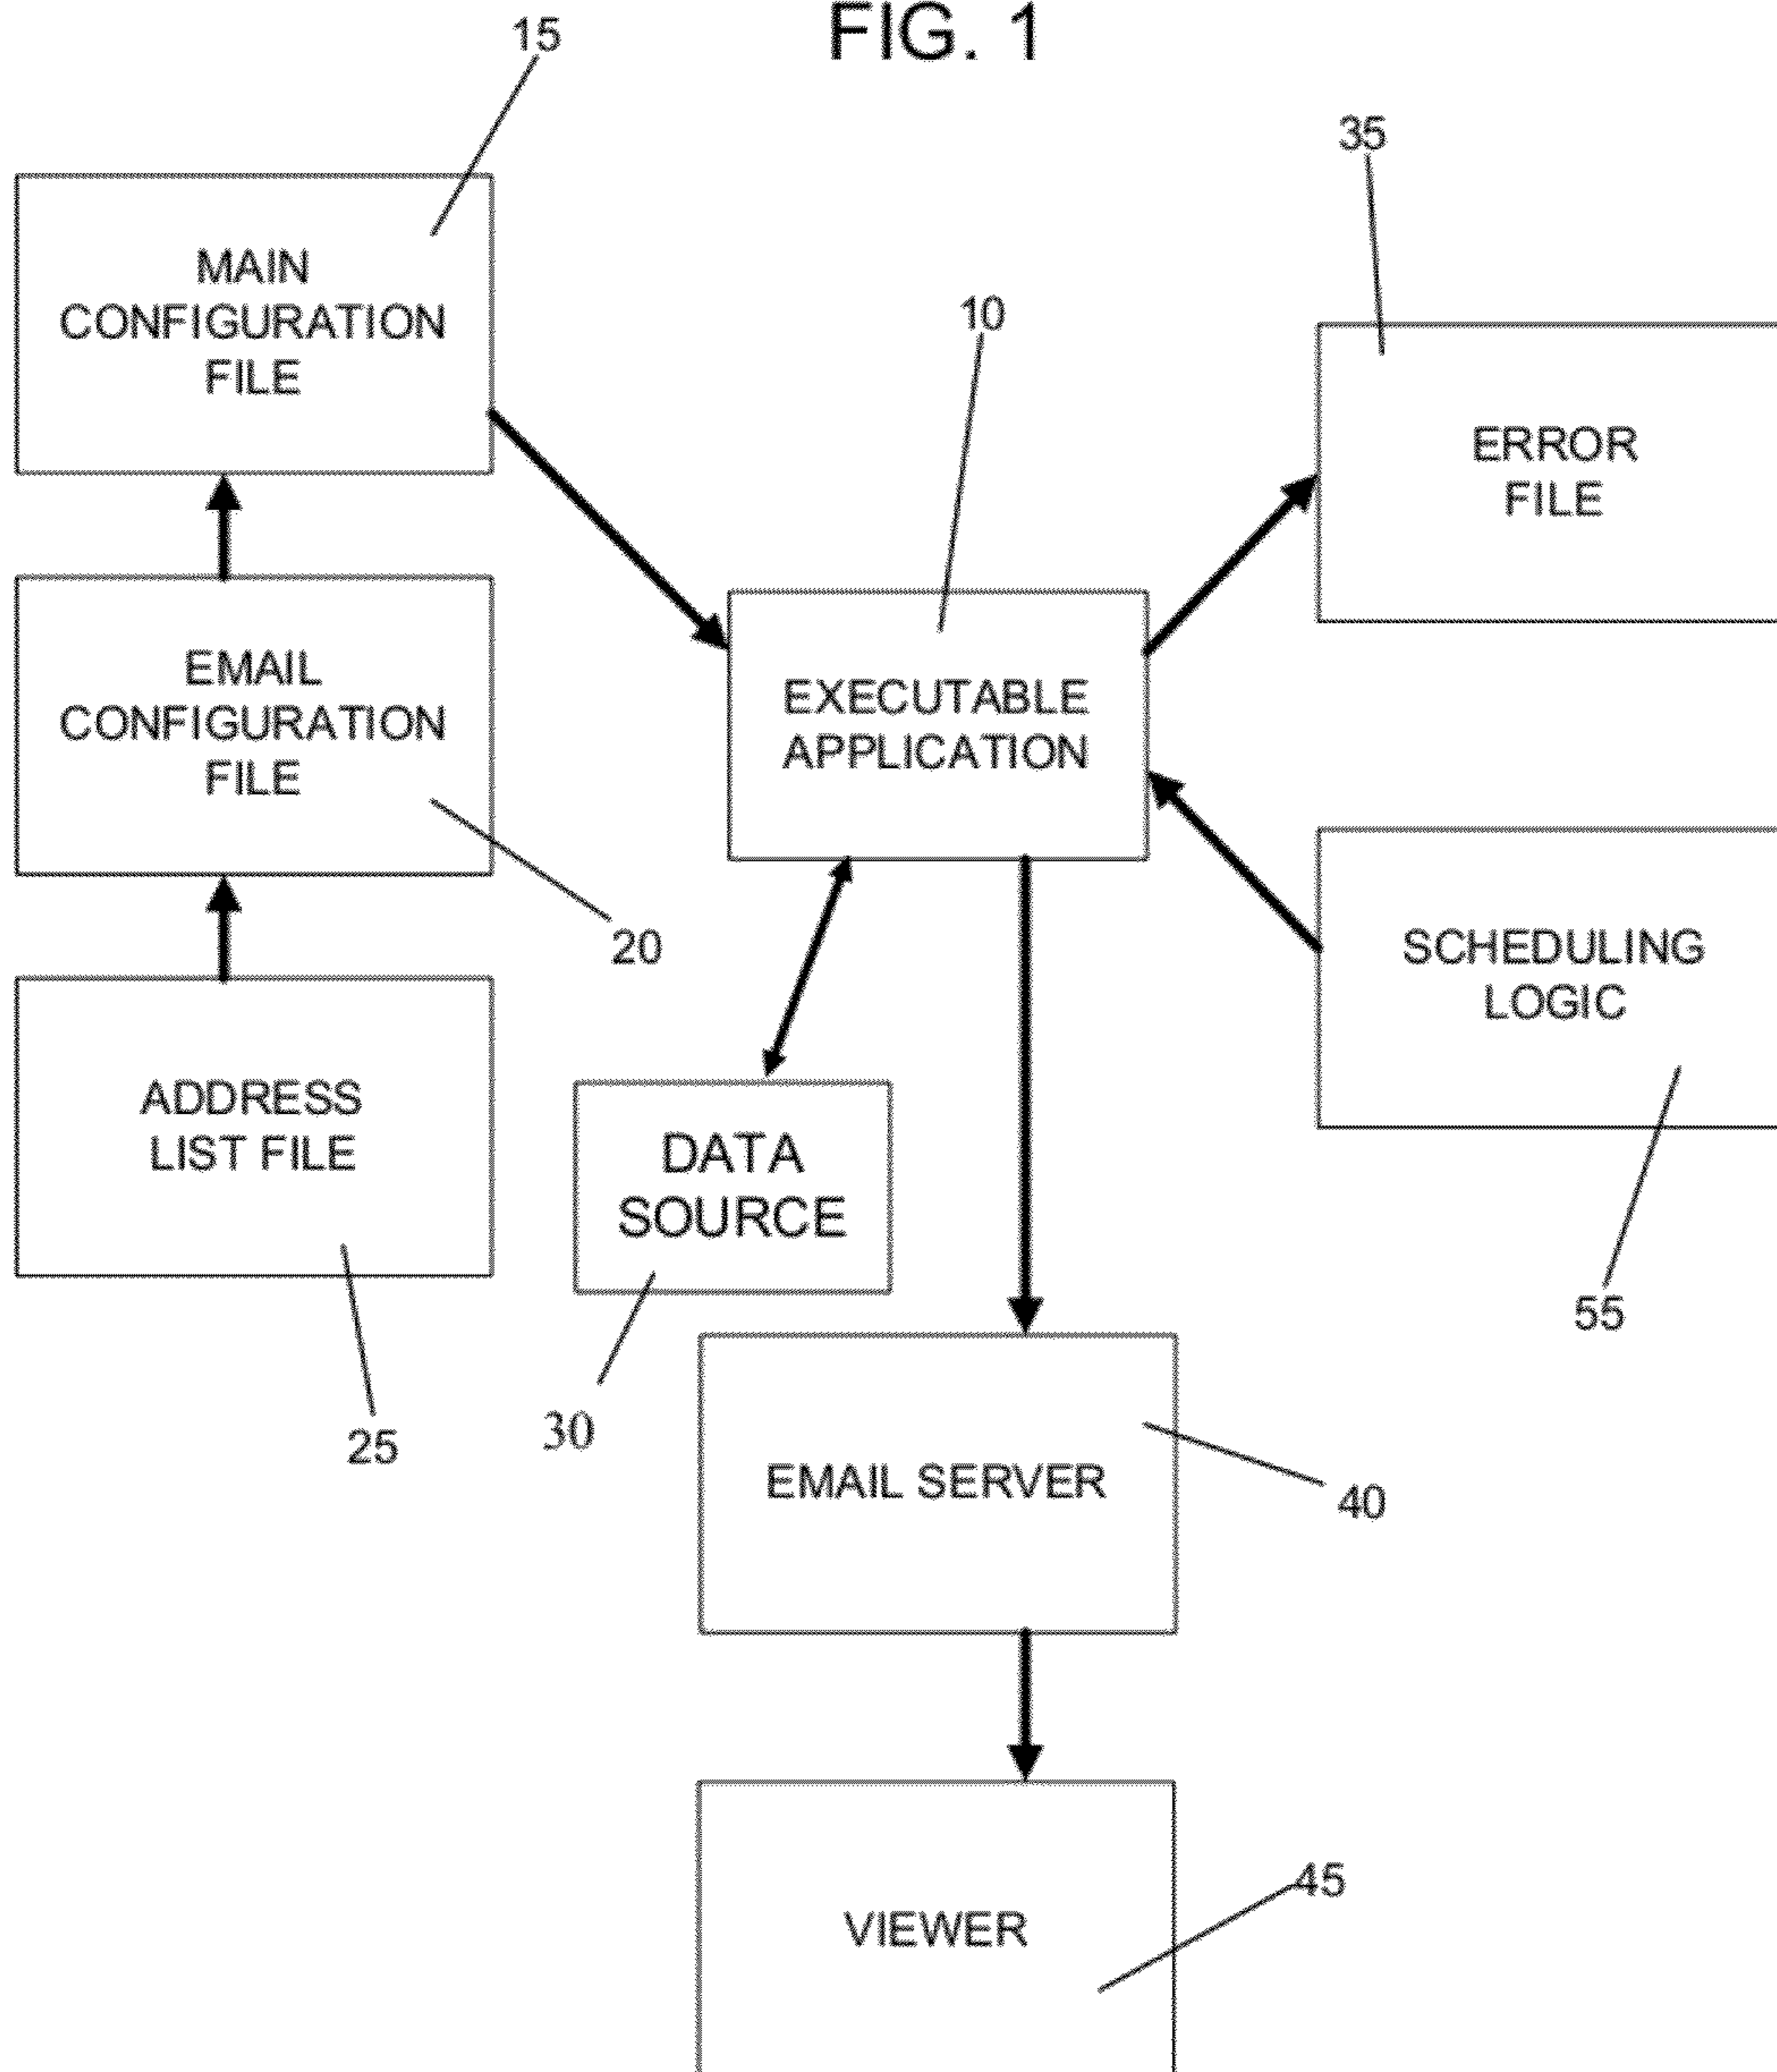 FIG. 1
15
35
MAIN
CONFIGURATION
FILE
10
ERROR
FILE
EMAIL
CONFIGURATION
FILE
20
EXECUTABLE
APPLICATION
SCHEDULING
LOGIC
55
ADDRESS
LIST FILE
25
DATA
SOURCE
30
EMAIL SERVER
40
VIEWER
45